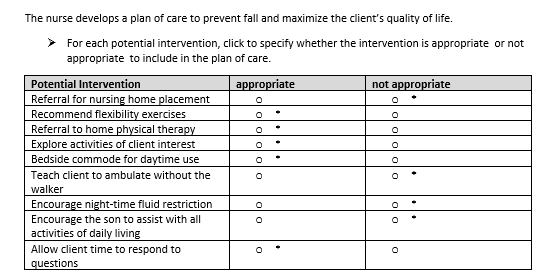 The nurse develops a plan of care to prevent fall and maximize the client's quality of life.
➤ For each potential intervention, click to specify whether the intervention is appropriate or not
appropriate to include in the plan of care.
Potential Intervention appropriate not appropriate
Referral for nursing home placement o o *
Recommend flexibility exercises o * o
Referral to home physical therapy o * o
Explore activities of client interest o * o
Bedside commode for daytime use o * o
Teach client to ambulate without the o o *
walker
Encourage night-time fluid restriction o o *
Encourage the son to assist with all o o *
activities of daily living
Allow client time to respond to o * o
questions